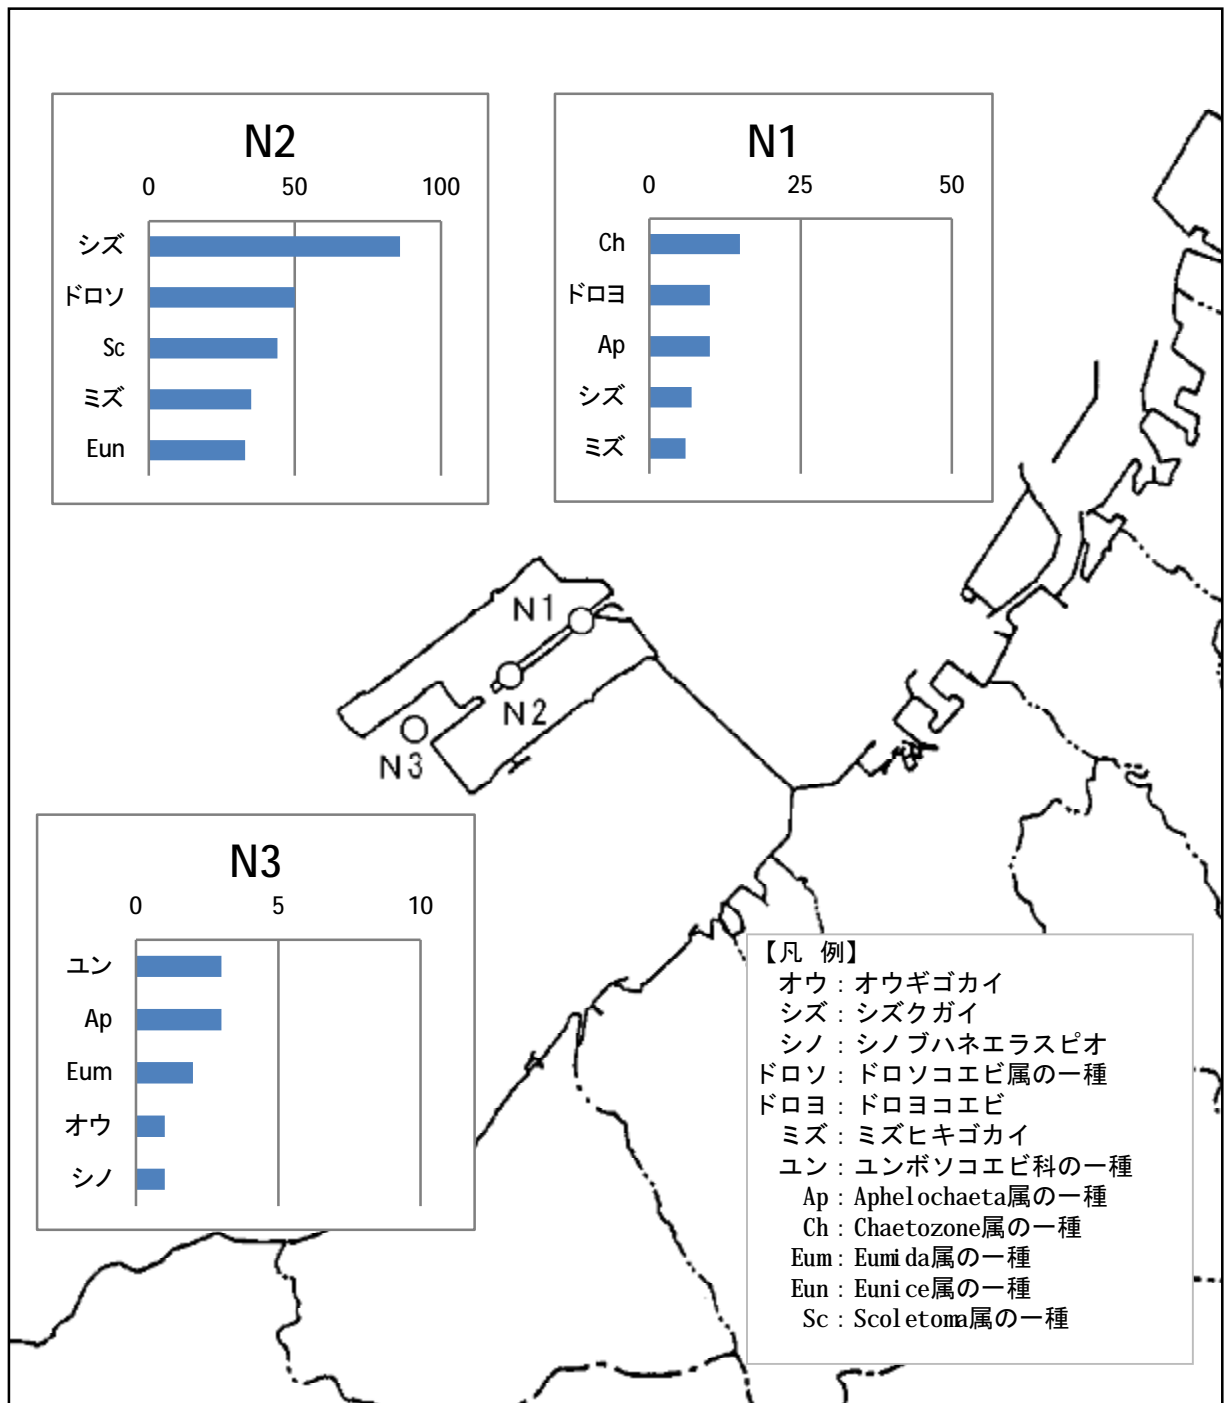 N2
0 50 100
シズ
ドロソ
Sc
ミズ
Eun
N1
0 25 50
Ch
ドロヨ
Ap
シズ
ミズ
N1
N2
N3
N3
0 5 10
ユン
Ap
Eum
オウ
シノ
【凡 例】
オウ：オウギゴカイ
シズ：シズクガイ
シノ：シノブハネエラスピオ
ドロソ：ドロソコエビ属の一種
ドロヨ：ドロヨコエビ
ミズ：ミズヒキゴカイ
ユン：ユンボソコエビ科の一種
Ap：Aphelochaeta属の一種
Ch：Chaetozone属の一種
Eum：Eumida属の一種
Eun：Eunice属の一種
Sc：Scoletoma属の一種